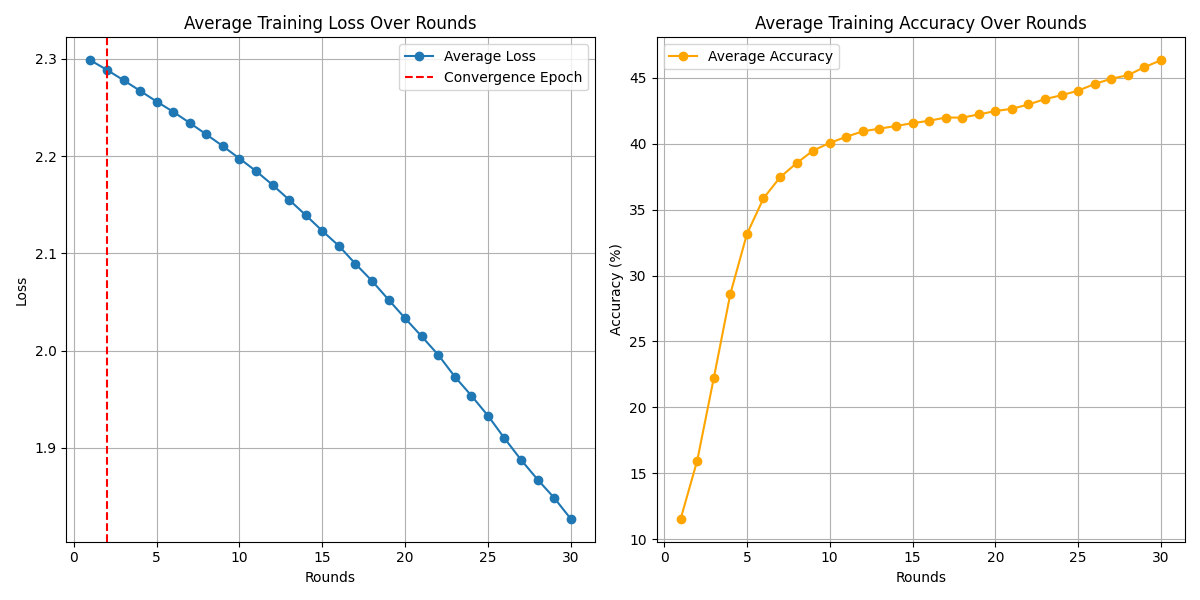 Average Training Loss Over Rounds
Average Loss
Convergence Epoch
2.3
2.2
2.1
2.0
1.9
Loss
0 5 10 15 20 25 30
Rounds
Average Training Accuracy Over Rounds
Average Accuracy
45
40
35
30
25
20
15
10
Accuracy (%)
0 5 10 15 20 25 30
Rounds